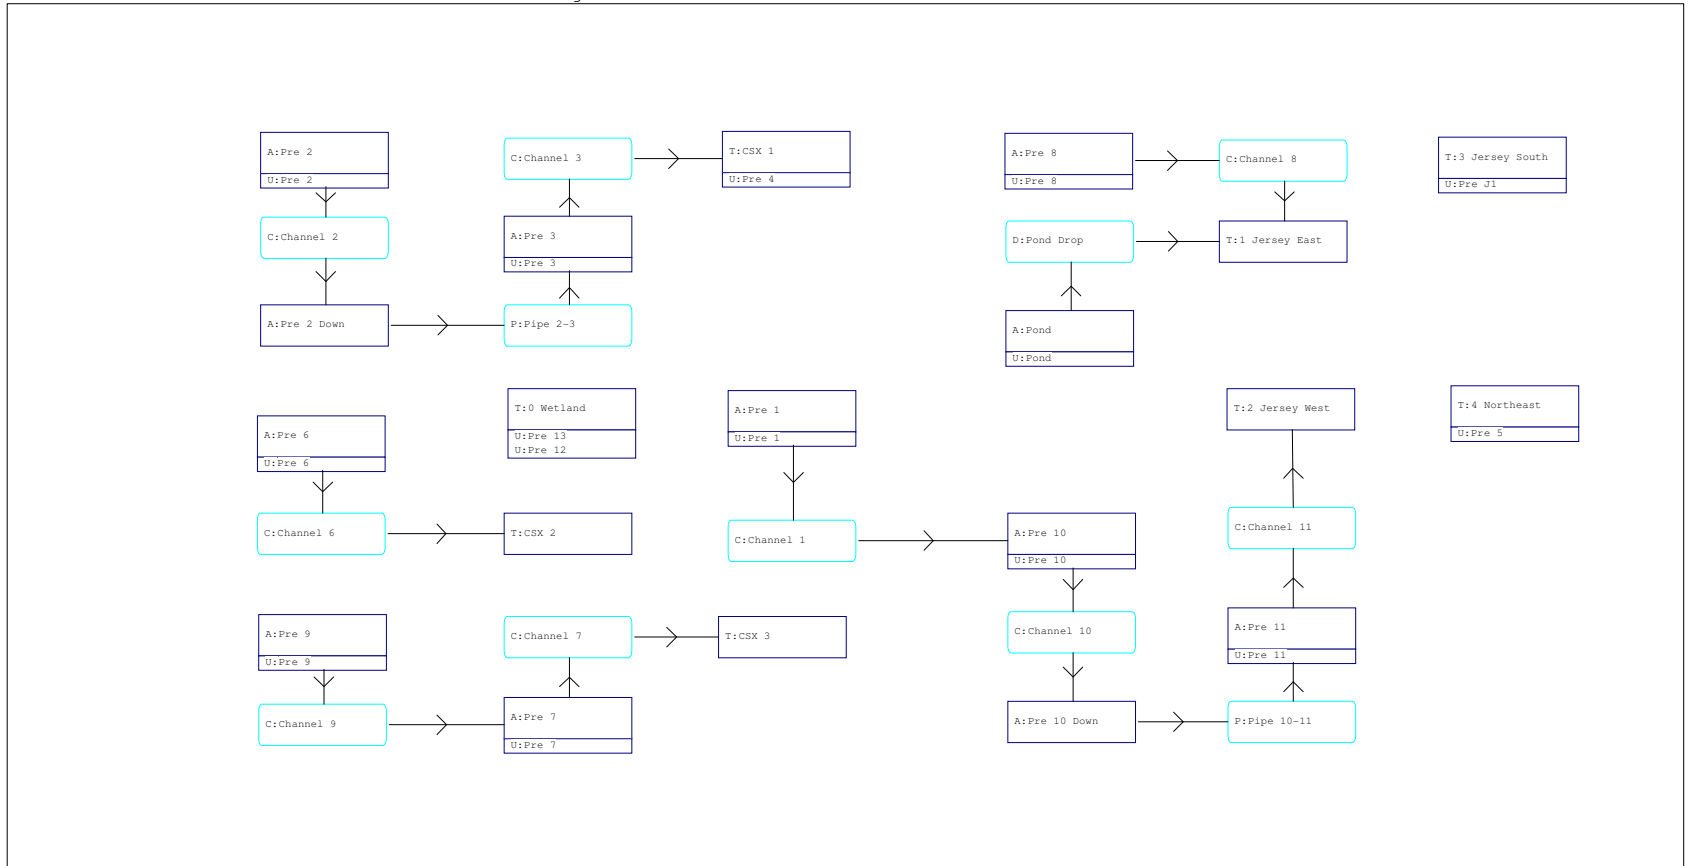 A:Pre 2
U:Pre 2
C:Channel 2
A:Pre 2 Down
C:Channel 3
A:Pre 3
U:Pre 3
P:Pipe 2-3
T:CSX 1
U:Pre 4
A:Pre 8
U:Pre 8
C:Channel 8
D:Pond Drop
T:1 Jersey East
A:Pond
U:Pond
T:3 Jersey South
U:Pre J1
A:Pre 6
U:Pre 6
C:Channel 6
T:0 Wetland
U:Pre 13
U:Pre 12
T:CSX 2
A:Pre 1
U:Pre 1
C:Channel 1
T:2 Jersey West
T:4 Northeast
U:Pre 5
A:Pre 10
U:Pre 10
C:Channel 10
A:Pre 10 Down
C:Channel 11
A:Pre 11
U:Pre 11
P:Pipe 10-11
A:Pre 9
U:Pre 9
C:Channel 9
C:Channel 7
A:Pre 7
U:Pre 7
T:CSX 3